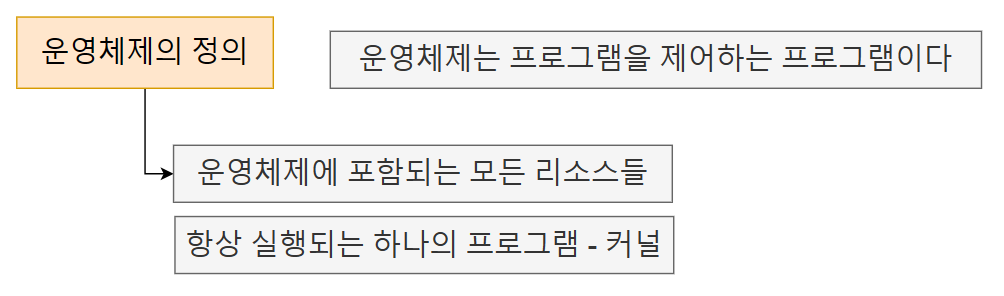 운영체제의 정의
운영체제는 프로그램을 제어하는 프로그램이다
운영체제에 포함되는 모든 리소스들
항상 실행되는 하나의 프로그램 - 커널